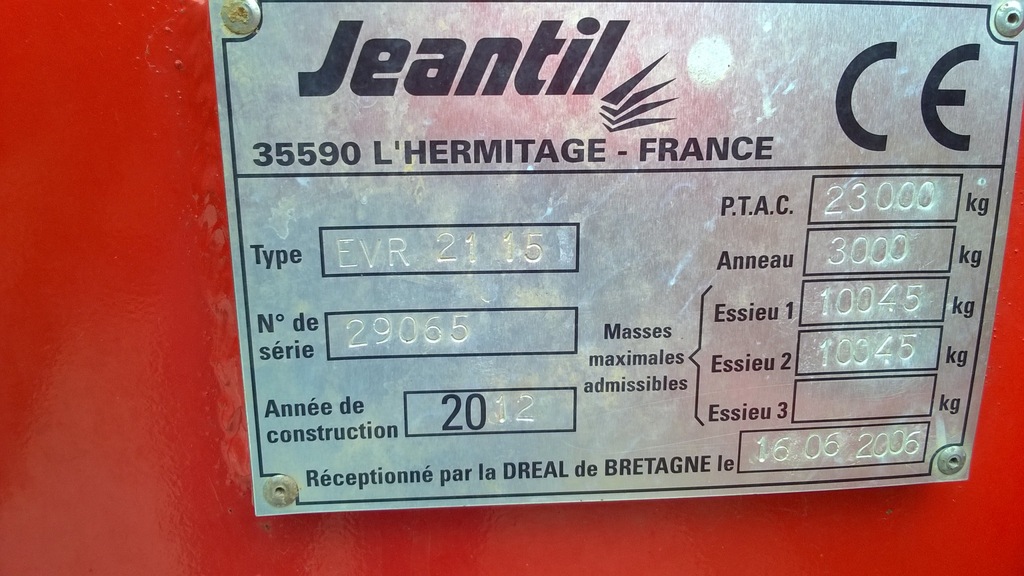 Jeantil
CE
35590 L'HERMITAGE - FRANCE
Type EVR 21 15
N° de série 29065
Année de construction 2012
P.T.A.C. 23 000 kg
Anneau 3000 kg
Masses maximales admissibles
Essieu 1 10045 kg
Essieu 2 10045 kg
Essieu 3 kg
Réceptionné par la DREAL de BRETAGNE le 16 06 2006